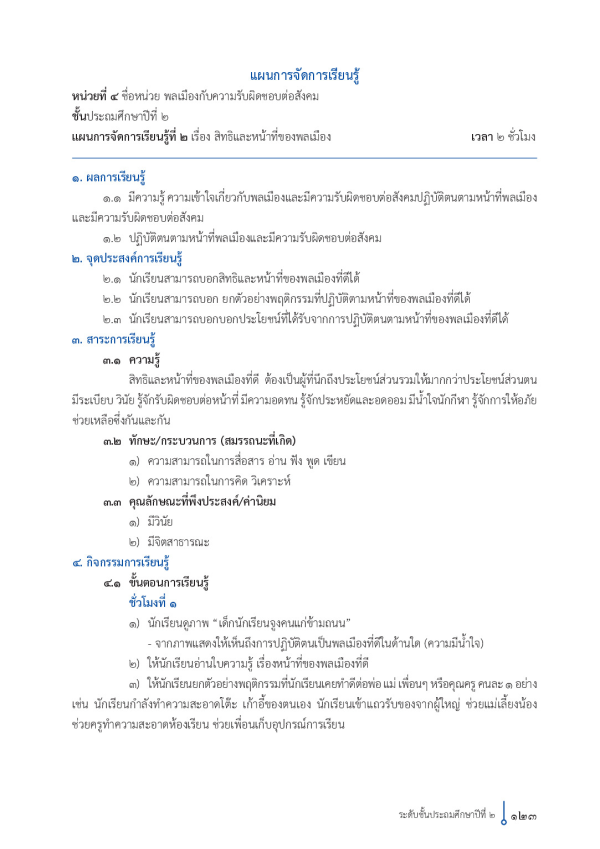 แผนการจัดการเรียนรู้
หน่วยที่ ๔ ชื่อหน่วย พลเมืองกับความรับผิดชอบต่อสังคม
ชั้นประถมศึกษาปีที่ ๒
แผนการจัดการเรียนรู้ที่ ๒ เรื่อง สิทธิและหน้าที่ของพลเมือง เวลา ๒ ชั่วโมง
๑. ผลการเรียนรู้
๑.๑ มีความรู้ ความเข้าใจเกี่ยวกับพลเมืองและมีความรับผิดชอบต่อสังคมปฏิบัติตนตามหน้าที่พลเมือง
และมีความรับผิดชอบต่อสังคม
๑.๒ ปฏิบัติตนตามหน้าที่พลเมืองและมีความรับผิดชอบต่อสังคม
๒. จุดประสงค์การเรียนรู้
๒.๑ นักเรียนสามารถบอกสิทธิและหน้าที่ของพลเมืองที่ดีได้
๒.๒ นักเรียนสามารถบอก ยกตัวอย่างพฤติกรรมที่ปฏิบัติตามหน้าที่ของพลเมืองที่ดีได้
๒.๓ นักเรียนสามารถบอกบอกประโยชน์ที่ได้รับจากการปฏิบัติตนตามหน้าที่ของพลเมืองที่ดีได้
๓. สาระการเรียนรู้
๓.๑ ความรู้
สิทธิและหน้าที่ของพลเมืองที่ดี ต้องเป็นผู้ที่นึกถึงประโยชน์ส่วนรวมให้มากกว่าประโยชน์ส่วนตน
มีระเบียบ วินัย รู้จักรับผิดชอบต่อหน้าที่ มีความอดทน รู้จักประหยัดและอดออม มีน้ำใจนักกีฬา รู้จักการให้อภัย
ช่วยเหลือซึ่งกันและกัน
๓.๒ ทักษะ/กระบวนการ (สมรรถนะที่เกิด)
๑) ความสามารถในการสื่อสาร อ่าน ฟัง พูด เขียน
๒) ความสามารถในการคิด วิเคราะห์
๓.๓ คุณลักษณะที่พึงประสงค์/ค่านิยม
๑) มีวินัย
๒) มีจิตสาธารณะ
๔. กิจกรรมการเรียนรู้
๔.๑ ขั้นตอนการเรียนรู้
ชั่วโมงที่ ๑
๑) นักเรียนดูภาพ “เด็กนักเรียนจูงคนแก่ข้ามถนน”
- จากภาพแสดงให้เห็นถึงการปฏิบัติตนเป็นพลเมืองที่ดีในด้านใด (ความมีน้ำใจ)
๒) ให้นักเรียนอ่านใบความรู้ เรื่องหน้าที่ของพลเมืองที่ดี
๓) ให้นักเรียนยกตัวอย่างพฤติกรรมที่นักเรียนเคยทำดีต่อพ่อ แม่ เพื่อนๆ หรือคุณครู คนละ ๑ อย่าง
เช่น นักเรียนกำลังทำความสะอาดโต๊ะ เก้าอี้ของตนเอง นักเรียนเข้าแถวรับของจากผู้ใหญ่ ช่วยแม่เลี้ยงน้อง
ช่วยครูทำความสะอาดห้องเรียน ช่วยเพื่อนเก็บอุปกรณ์การเรียน
ระดับชั้นประถมศึกษาปีที่ ๒ ๑๒๓